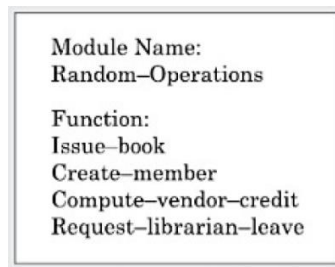 Module Name:
Random–Operations
Function:
Issue–book
Create–member
Compute–vendor–credit
Request–librarian–leave